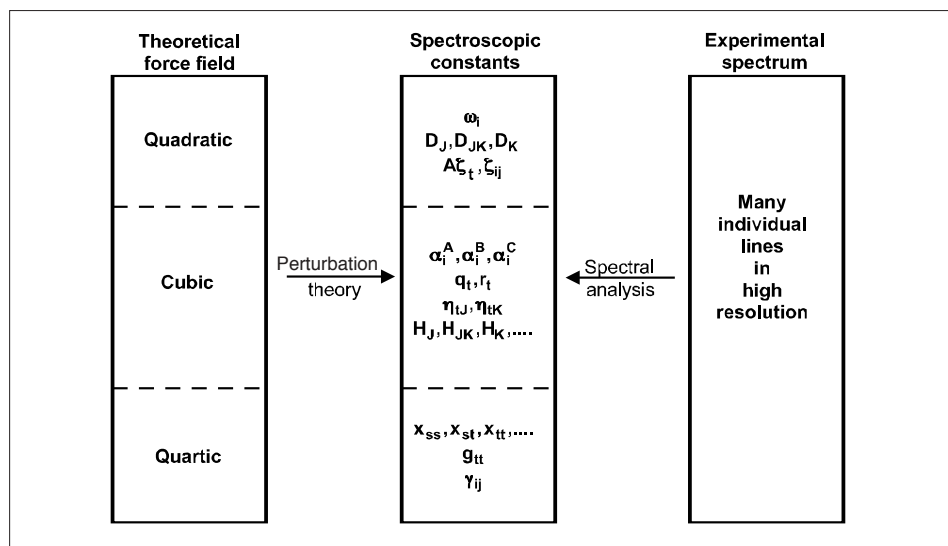 Theoretical
force field
Quadratic
Cubic
Quartic
Perturbation
theory
Spectroscopic
constants
ωi
DJ,DJK,DK
Aζt,ζij
αiA,αiB,αiC
qt,rt
ηtJ,ηtK
HJ,HJK,HK,....
xss,xst,xtt,....
gtt
γij
Spectral
analysis
Experimental
spectrum
Many
individual
lines
in
high
resolution